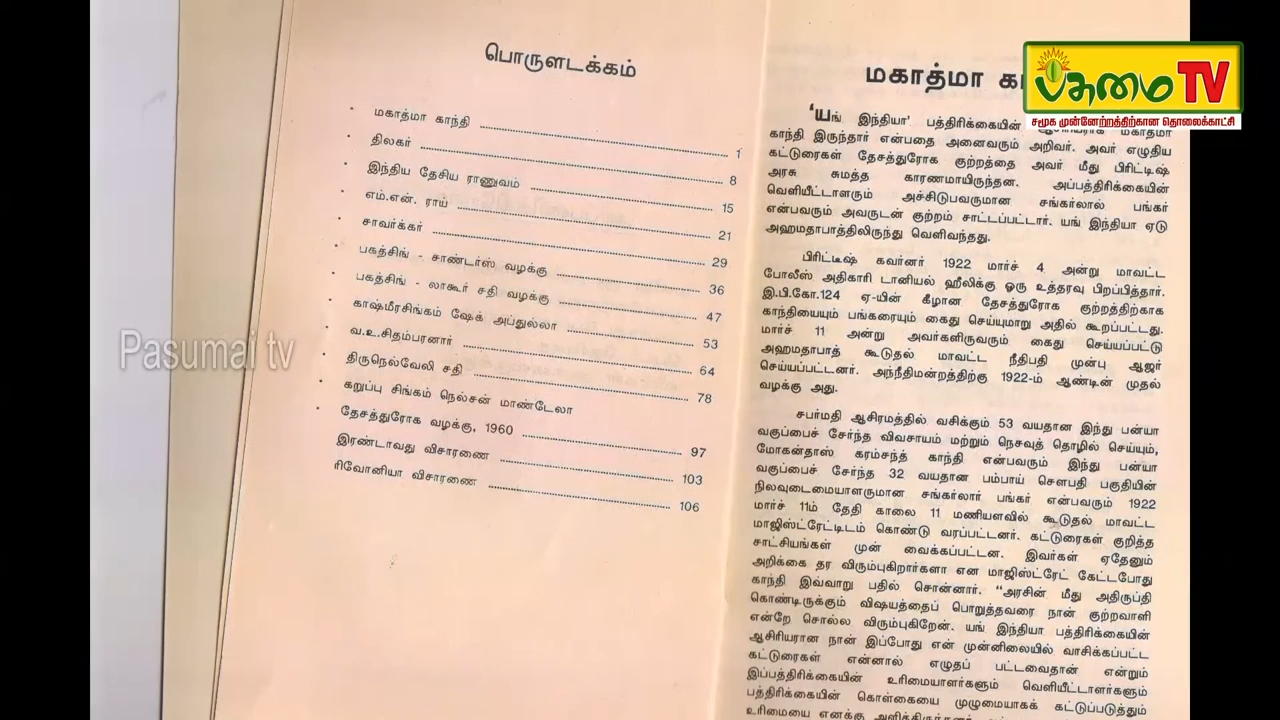 பொருளடக்கம்
மகாத்மா காந்தி 1
திலகர் 8
இந்திய தேசிய ராணுவம் 15
எம்.என். ராய் 21
சாவர்க்கர் 29
பகத்சிங் - சாண்டர்ஸ் வழக்கு 36
பகத்சிங் - லாகூர் சதி வழக்கு 47
காஷ்மீரசிங்கம் ஷேக் அப்துல்லா 53
வ.உ.சிதம்பரனார் 64
திருநெல்வேலி சதி 78
கறுப்பு சிங்கம் நெல்சன் மாண்டேலா
தேசத்துரோக வழக்கு, 1960 97
இரண்டாவது விசாரணை 103
ரிவோனியா விசாரணை 106
மகாத்மா
'யங் இந்தியா' பத்திரிக்கையின் ஆசிரியராக மகாத்மா
காந்தி இருந்தார் என்பதை அனைவரும் அறிவர். அவர் எழுதிய
கட்டுரைகள் தேசத்துரோக குற்றத்தை அவர் மீது பிரிட்டிஷ்
அரசு சுமத்த காரணமாயிருந்தன. அப்பத்திரிக்கையின்
வெளியீட்டாளரும் அச்சிடுபவருமான சங்கர்லால் பங்கர்
என்பவரும் அவருடன் குற்றம் சாட்டப்பட்டார். யங் இந்தியா ஏடு
அஹமதாபாத்திலிருந்து வெளிவந்தது.
பிரிட்டீஷ் கவர்னர் 1922 மார்ச் 4 அன்று மாவட்ட
போலீஸ் அதிகாரி டானியல் ஹீலிக்கு ஓரு உத்தரவு பிறப்பித்தார்.
இ.பி.கோ.124 ஏ-யின் கீழான தேசத்துரோக குற்றத்திற்காக
காந்தியையும் பங்கரையும் கைது செய்யுமாறு அதில் கூறப்பட்டது.
மார்ச் 11 அன்று அவர்களிருவரும் கைது செய்யப்பட்டு
அஹமதாபாத் கூடுதல் மாவட்ட நீதிபதி முன்பு ஆஜர்
செய்யப்பட்டனர். அந்நீதிமன்றத்திற்கு 1922-ம் ஆண்டின் முதல்
வழக்கு அது.
சபர்மதி ஆசிரமத்தில் வசிக்கும் 53 வயதான இந்து பன்யா
வகுப்பைச் சேர்ந்த விவசாயம் மற்றும் நெசவுத் தொழில் செய்யும்,
மோகன்தாஸ் கரம்சந்த் காந்தி என்பவரும் இந்து பன்யா
வகுப்பைச் சேர்ந்த 32 வயதான பம்பாய் சௌபதி பகுதியின்
நிலவுடைமையாளருமான சங்கர்லார் பங்கர் என்பவரும் 1922
மார்ச் 11ம் தேதி காலை 11 மணியளவில் கூடுதல் மாவட்ட
மாஜிஸ்ட்ரேட்டிடம் கொண்டு வரப்பட்டனர். கட்டுரைகள் குறித்த
சாட்சியங்கள் முன் வைக்கப்பட்டன. இவர்கள் ஏதேனும்
அறிக்கை தர விரும்புகிறார்களா என மாஜிஸ்ட்ரேட் கேட்டபோது
காந்தி இவ்வாறு பதில் சொன்னார். "அரசின் மீது அதிருப்தி
கொண்டிருக்கும் விஷயத்தைப் பொறுத்தவரை நான் குற்றவாளி
என்றே சொல்ல விரும்புகிறேன். யங் இந்தியா பத்திரிக்கையின்
ஆசிரியரான நான் இப்போது என் முன்னிலையில் வாசிக்கப்பட்ட
கட்டுரைகள் என்னால் எழுதப் பட்டவைதான் என்றும்
இப்பத்திரிக்கையின் உரிமையாளர்களும் வெளியீட்டாளர்களும்
பத்திரிக்கையின் கொள்கையை முழுமையாகக் கட்டுப்படுத்தும்
உரிமையை எனக்கு அளித்திருந்தனர்
பசுமை TV
சமூக முன்னேற்றத்திற்கான தொலைக்காட்சி
Pasumai tv